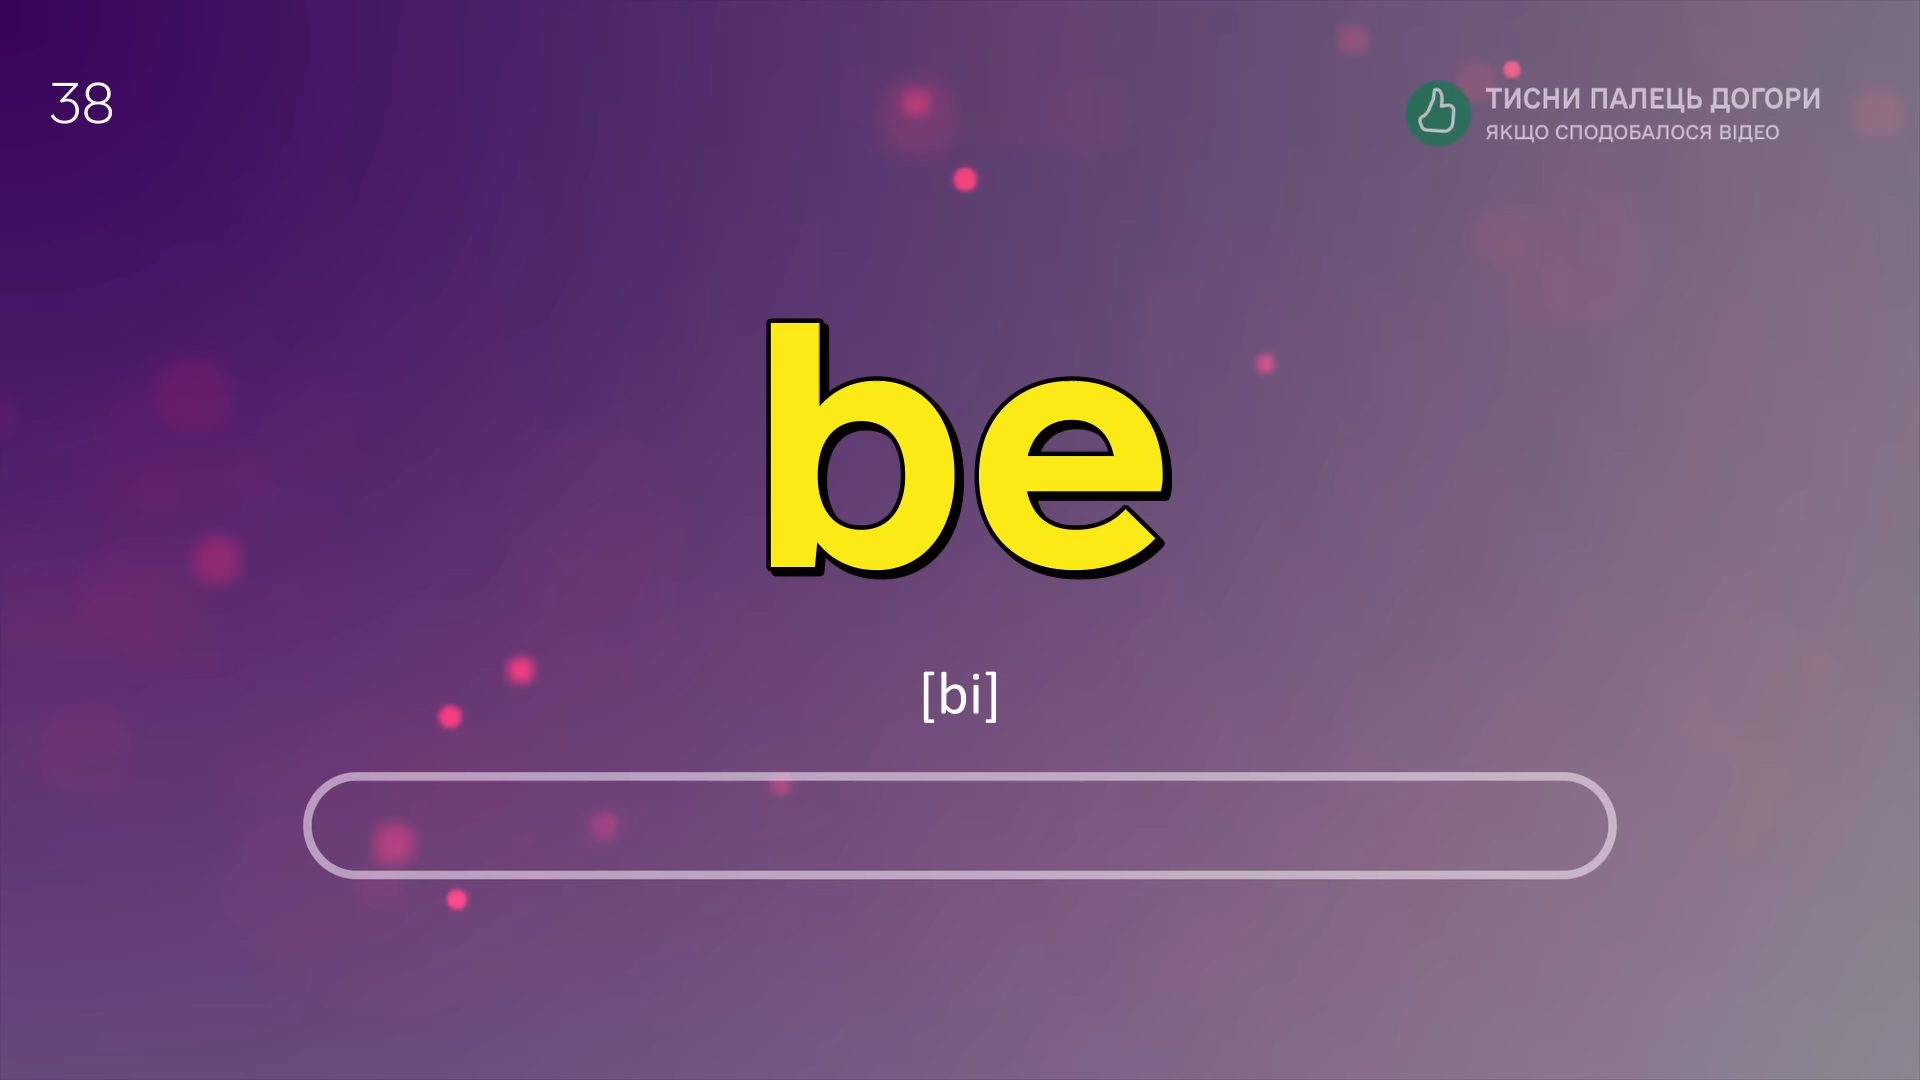 38
ТИСНИ ПАЛЕЦЬ ДОГОРИ
ЯКЩО СПОДОБАЛОСЯ ВІДЕО
be
[bi]